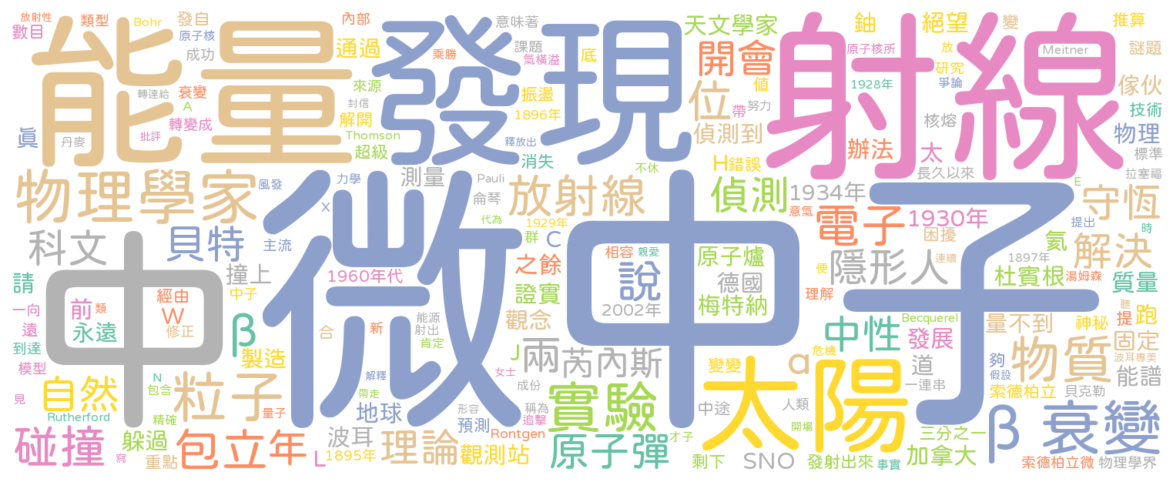 放射性
類型
Bohr
發自
數目
原子核
成功
能量
內部
通過
來源
衰變
轉連給
A
轉變成
解開
封信
Thomson
真
丹麥
批評
超級
發現
乘勝
意味著
課題
氣橫溢
底
振盪
1896年
釋放出
消失
不休
天文學家
開會
位
值
帶
努力
偵測到
射線
鈾
絕望
變
原子核所
放
Meitner
1928年
研究
爭論
推算
謎題
傢伙
技術
核熔
物理
辦法
太
標準
長久以來
拉塞福
H
錯誤
物理學家
風發
力學
測量
Pauli
侖琴
X
代為
1929年
放射線
偵測
1934年
意氣
電子
1930年
困擾
E
守恆
提出
時
科文
中
貝特
主流
撞上
1960年代
群
C
之餘
相容
親愛
說
原子爐
德國
證實
2002年
梅特納
隱形人
便
理解
連續
氦
1897年
解決
杜賓根
湯姆森
質量
請
一向
遠
到達
模型
見
前
類
經由
W
永遠
修正
中子
β
製造
合
新
能源
射出
肯定
觀念
微中子
中性
Becquerel
發展
量不到
神秘
聽
提
跑
固定
物質
自然
N
包含
粒子
量子
解釋
帶走
J
女士
兩
成份
芮內斯
變變
危機
α
道
夠
假設
一連串
波耳專美
能譜
索德柏立
貝克勒
Rutherford
精確
地球
形容
預測
稱為
追擊
實驗
太陽
中途
人類
β
衰變
碰撞
寫
躲過
重點
包立年
L
波耳
1895年
理論
Rontgen
觀測站
才子
原子彈
剩下
SNO
開場
發射出來
事實
三分之一
加拿大
索德柏立微
物理學界